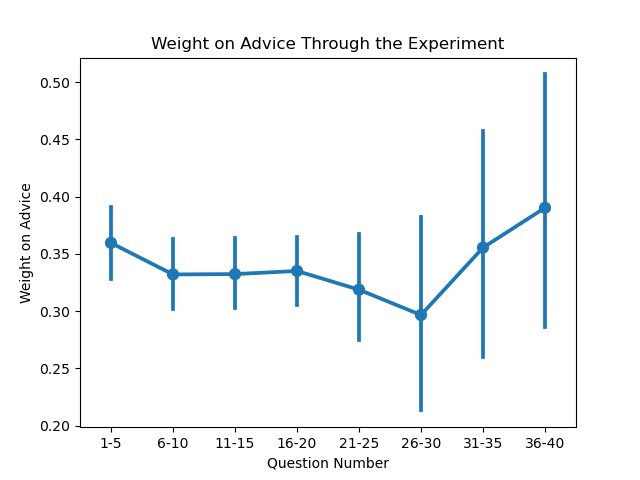 Weight on Advice Through the Experiment
0.50
0.45
0.40
0.35
0.30
0.25
0.20
Weight on Advice
1-5 6-10 11-15 16-20 21-25 26-30 31-35 36-40
Question Number